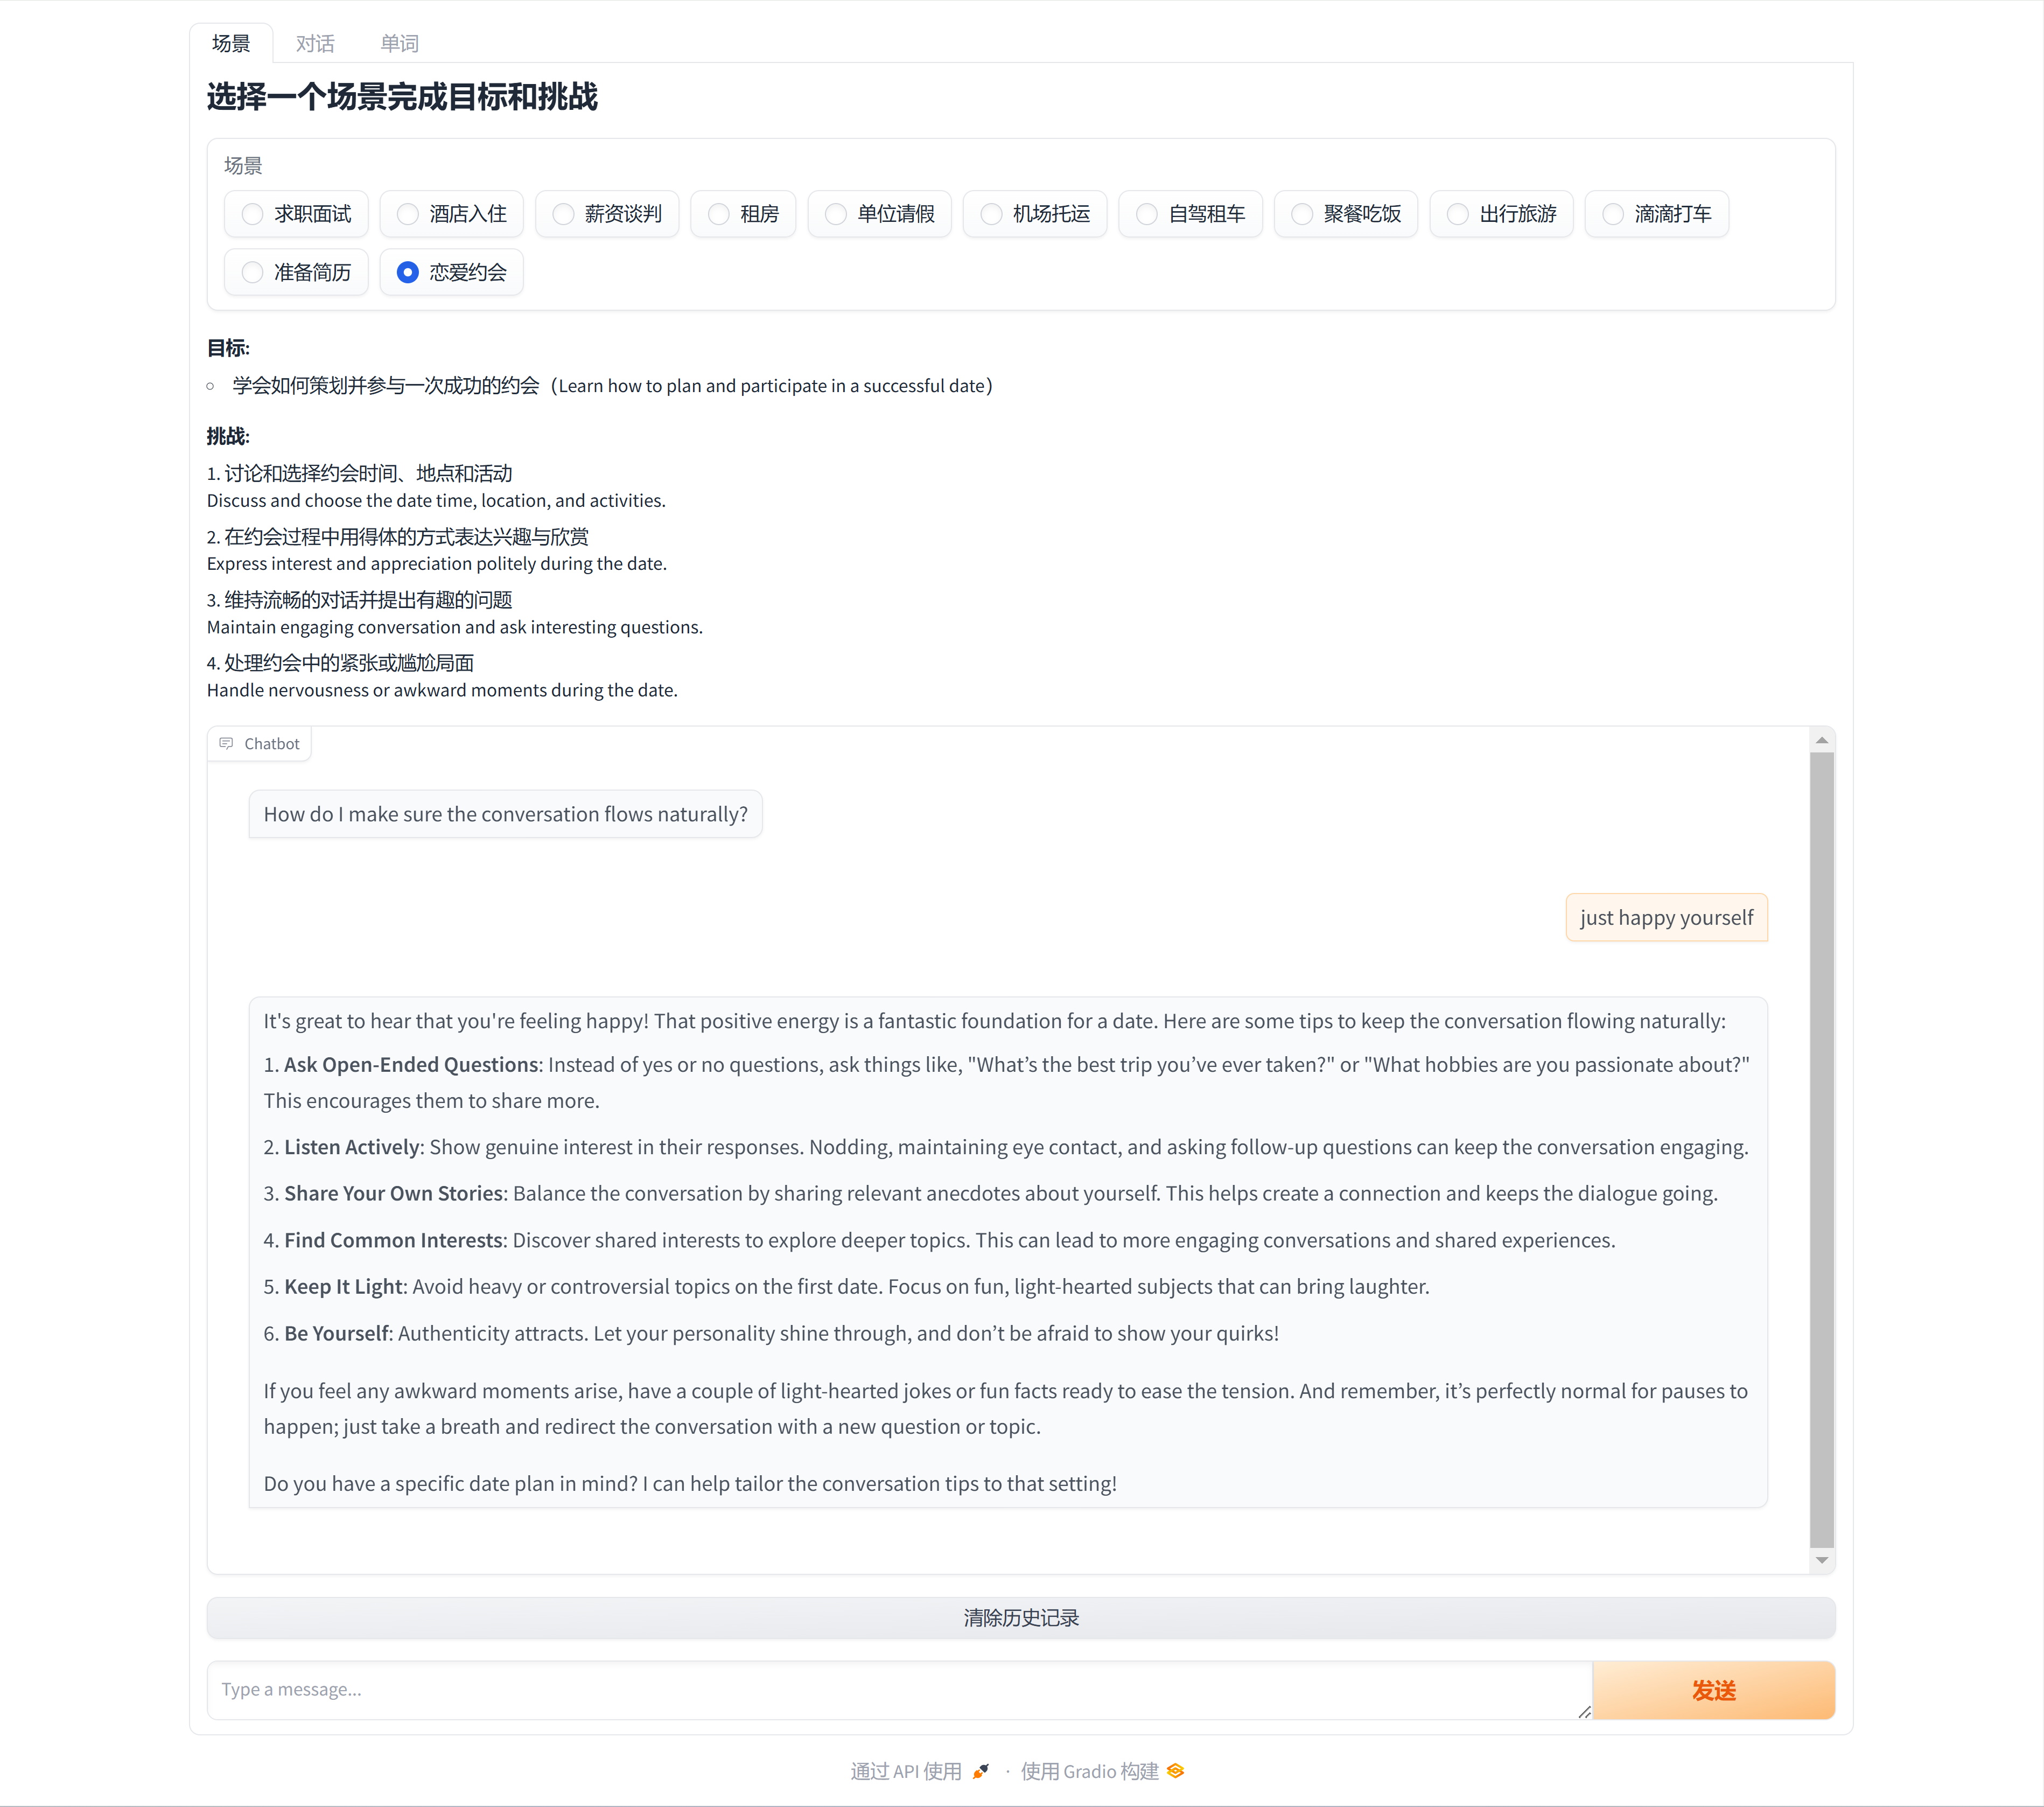 场景 对话 单词
选择一个场景完成目标和挑战
场景
求职面试 酒店入住 薪资谈判 租房 单位请假 机场托运 自驾租车 聚餐吃饭 出行旅游 滴滴打车
准备简历 恋爱约会
目标:
学会如何策划并参与一次成功的约会（Learn how to plan and participate in a successful date）
挑战:
1. 讨论和选择约会时间、地点和活动
Discuss and choose the date time, location, and activities.
2. 在约会过程中用得体的方式表达兴趣与欣赏
Express interest and appreciation politely during the date.
3. 维持流畅的对话并提出有趣的问题
Maintain engaging conversation and ask interesting questions.
4. 处理约会中的紧张或尴尬局面
Handle nervousness or awkward moments during the date.
Chatbot
How do I make sure the conversation flows naturally?
just happy yourself
It's great to hear that you're feeling happy! That positive energy is a fantastic foundation for a date. Here are some tips to keep the conversation flowing naturally:
1. Ask Open-Ended Questions: Instead of yes or no questions, ask things like, "What’s the best trip you’ve ever taken?" or "What hobbies are you passionate about?"
This encourages them to share more.
2. Listen Actively: Show genuine interest in their responses. Nodding, maintaining eye contact, and asking follow-up questions can keep the conversation engaging.
3. Share Your Own Stories: Balance the conversation by sharing relevant anecdotes about yourself. This helps create a connection and keeps the dialogue going.
4. Find Common Interests: Discover shared interests to explore deeper topics. This can lead to more engaging conversations and shared experiences.
5. Keep It Light: Avoid heavy or controversial topics on the first date. Focus on fun, light-hearted subjects that can bring laughter.
6. Be Yourself: Authenticity attracts. Let your personality shine through, and don’t be afraid to show your quirks!
If you feel any awkward moments arise, have a couple of light-hearted jokes or fun facts ready to ease the tension. And remember, it’s perfectly normal for pauses to
happen; just take a breath and redirect the conversation with a new question or topic.
Do you have a specific date plan in mind? I can help tailor the conversation tips to that setting!
清除历史记录
Type a message...
发送
通过 API 使用 · 使用 Gradio 构建